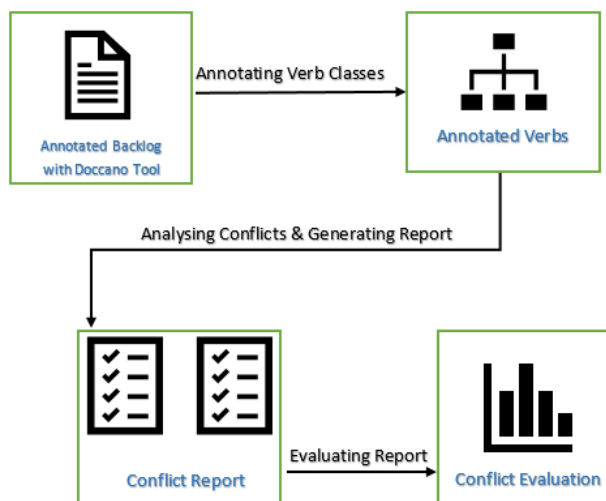 Annotating Verb Classes
Annotated Backlog
with Doccano Tool
Annotated Verbs
Analysing Conflicts & Generating Report
Conflict Report
Evaluating Report
Conflict Evaluation